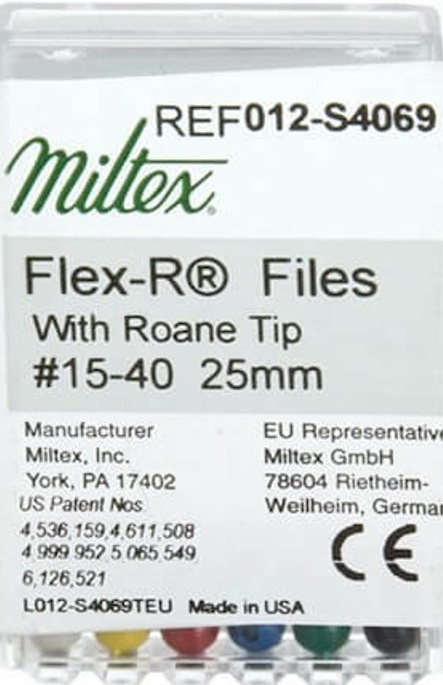 REF012-S4069
Miltex®
Flex-R® Files
With Roane Tip
#15-40 25mm
Manufacturer
Miltex, Inc.
York, PA 17402
US Patent Nos.
4,536,159,4,611,508
4 999 952 5 065 549
6,126,521
L012-S4069TEU Made in USA
EU Representative
Miltex GmbH
78604 Rietheim-
Weilheim, German
CE